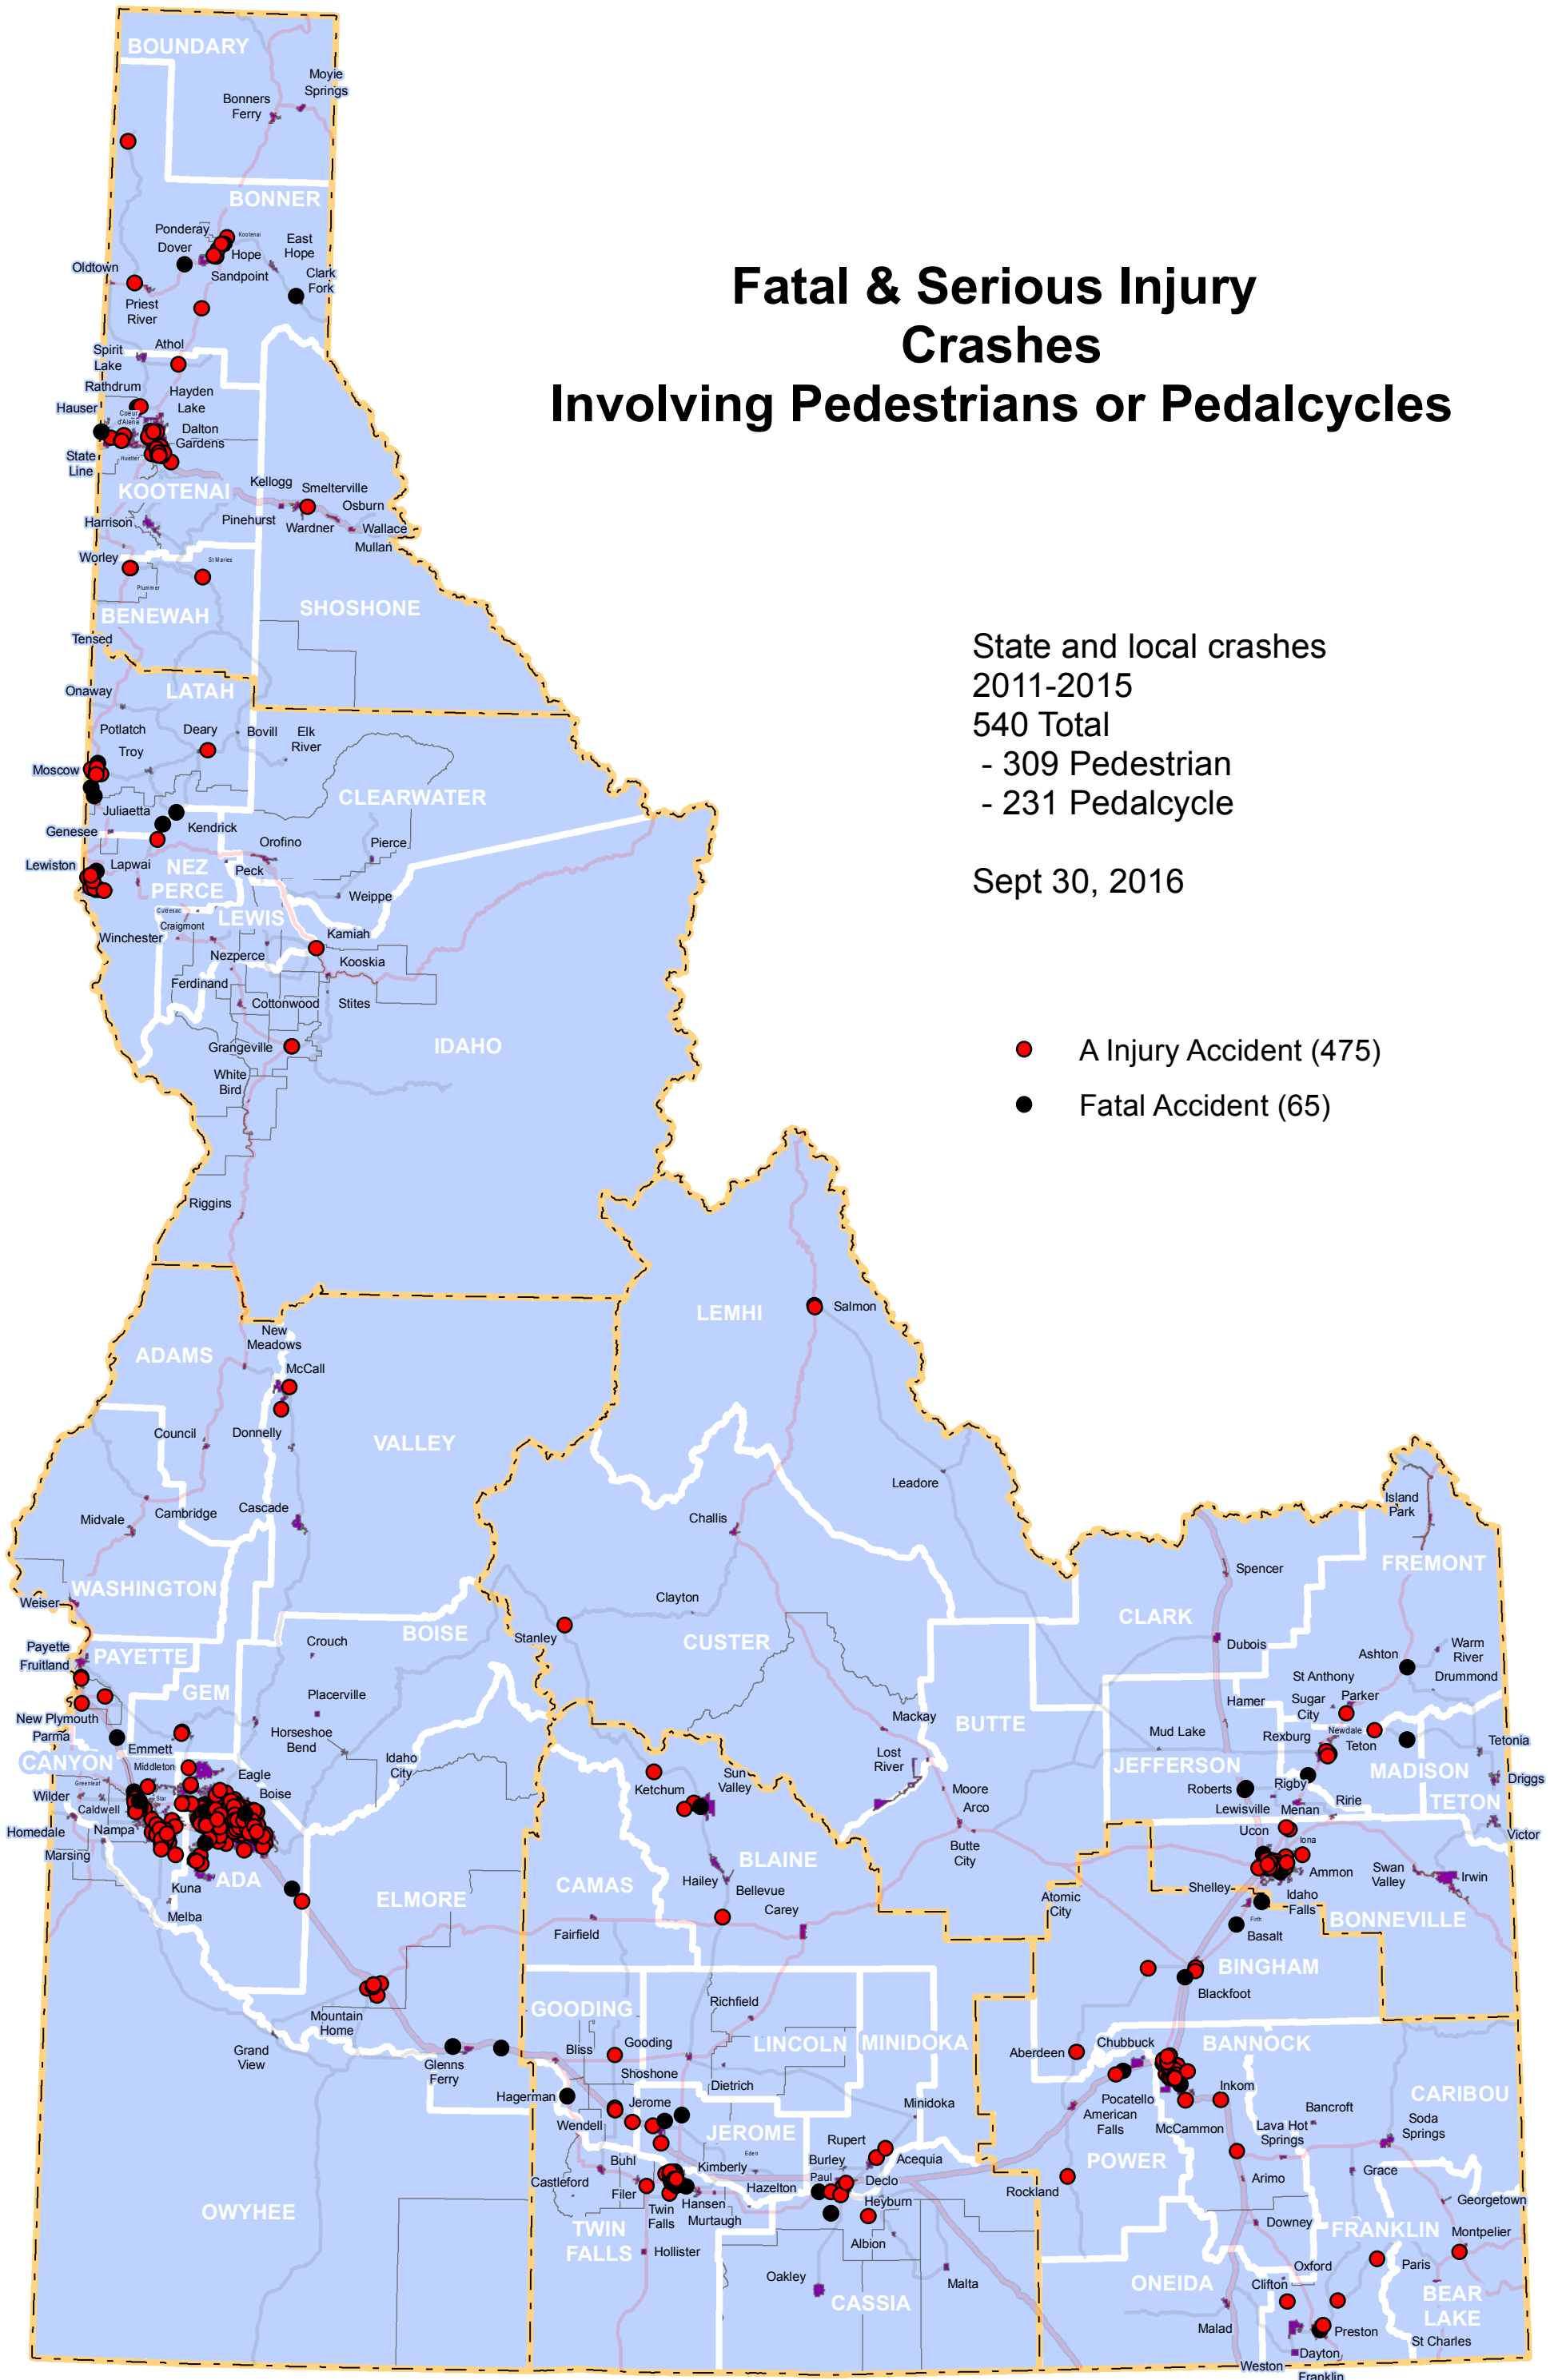 BOUNDARY
Moyie
Springs
Bonners
Ferry
BONNER
Ponderay
Kootenai
Dover
Hope
East
Hope
Oldtown
Sandpoint
Clark
Fork
Priest
River
Fatal & Serious Injury
Crashes
Involving Pedestrians or Pedalcycles
Spirit
Lake
Athol
Rathdrum
Hayden
Lake
Hauser
Coeur
d'Alene
Dalton
Gardens
State
Line
Huetter
KOOTENAI
Kellogg
Smelterville
Osburn
Pinehurst
Wardner
Wallace
Mullan
Harrison
Worley
St Maries
Plummer
BENEWAH
SHOSHONE
Tensed
State and local crashes
2011-2015
540 Total
- 309 Pedestrian
- 231 Pedalcycle
Sept 30, 2016
Onaway
LATAH
Potlatch
Deary
Bovill
Elk
River
Troy
Moscow
CLEARWATER
Juliaetta
Kendrick
Genesee
Orofino
Pierce
Lewiston
Lapwai
NEZ
PERCE
Peck
Weippe
Culdesac
LEWIS
Craigmont
Winchester
Kamiah
Nezperce
Kooskia
Ferdinand
Cottonwood
Stites
Grangeville
IDAHO
White
Bird
A Injury Accident (475)
Fatal Accident (65)
Riggins
LEMHI
Salmon
New
Meadows
ADAMS
McCall
Council
Donnelly
VALLEY
Leadore
Cascade
Cambridge
Midvale
Challis
Island
Park
FREMONT
Spencer
WASHINGTON
Weiser
Clayton
CLARK
Stanley
CUSTER
BOISE
Crouch
Payette
Fruitland
PAYETTE
Dubois
Ashton
Warm
River
St Anthony
Drummond
GEM
Placerville
Hamer
Sugar
City
Parker
New Plymouth
Mackay
BUTTE
Mud Lake
Rexburg
Newdale
Teton
Tetonia
Parma
Emmett
Horseshoe
Bend
Idaho
City
Lost
River
JEFFERSON
MADISON
CANYON
Middleton
Eagle
Sun
Valley
Ketchum
Moore
Roberts
Rigby
Driggs
Greenleaf
Star
Boise
Wilder
Caldwell
Arco
Lewisville
Menan
Ririe
TETON
Homedale
Nampa
Ucon
Iona
Victor
Marsing
Butte
City
BLAINE
Ammon
Swan
Valley
Irwin
Kuna
ADA
ELMORE
CAMAS
Hailey
Bellevue
Shelley
Idaho
Falls
Melba
Carey
Atomic
City
Firth
Basalt
BONNEVILLE
Fairfield
BINGHAM
Blackfoot
Mountain
Home
GOODING
Richfield
Grand
View
Gooding
LINCOLN
MINIDOKA
Chubbuck
BANNOCK
Aberdeen
Glenns
Ferry
Bliss
Shoshone
Dietrich
Hagerman
Jerome
Minidoka
Pocatello
Inkom
CARIBOU
American
Falls
Bancroft
Wendell
JEROME
McCammon
Lava Hot
Springs
Soda
Springs
Rupert
Acequia
Buhl
Kimberly
Eden
Burley
POWER
Castleford
Filer
Hazelton
Paul
Declo
Arimo
Grace
Rockland
OWYHEE
Twin
Falls
Hansen
Murtaugh
Heyburn
Georgetown
TWIN
FALLS
Albion
Downey
FRANKLIN
Montpelier
Hollister
Oxford
Paris
Oakley
CASSIA
Malta
ONEIDA
Clifton
BEAR
LAKE
Malad
Preston
St Charles
Dayton
Weston
Franklin